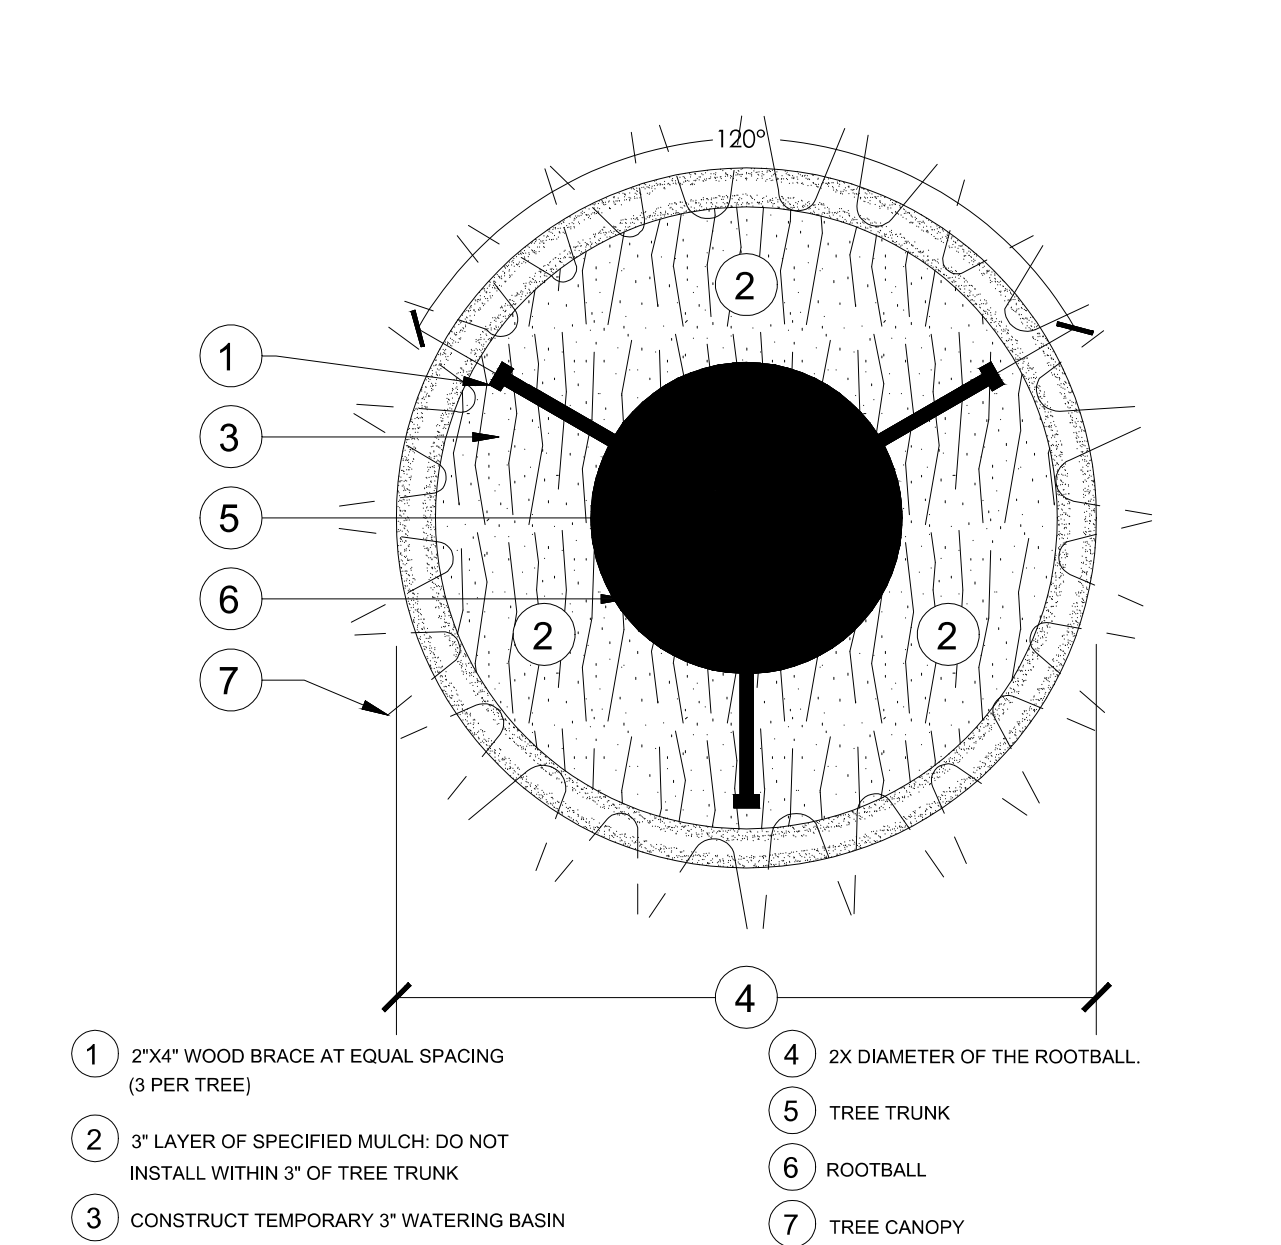 120°
2
1
3
5
6
2
2
7
4
1 2"X4" WOOD BRACE AT EQUAL SPACING
(3 PER TREE)
2 3" LAYER OF SPECIFIED MULCH: DO NOT
INSTALL WITHIN 3" OF TREE TRUNK
3 CONSTRUCT TEMPORARY 3" WATERING BASIN
4 2X DIAMETER OF THE ROOTBALL.
5 TREE TRUNK
6 ROOTBALL
7 TREE CANOPY